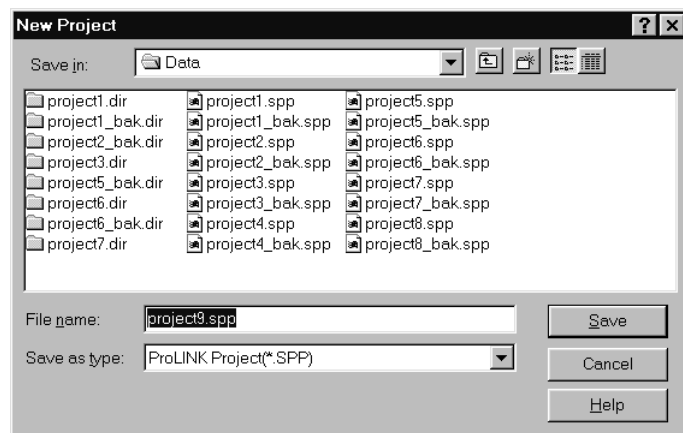 New Project
Save in: Data
project1.dir project1.spp project5.spp
project1_bak.dir project1_bak.spp project5_bak.spp
project2_bak.dir project2.spp project6.spp
project3.dir project2_bak.spp project6_bak.spp
project5_bak.dir project3.spp project7.spp
project6.dir project3_bak.spp project7_bak.spp
project6_bak.dir project4.spp project8.spp
project7.dir project4_bak.spp project8_bak.spp
File name: project9.spp Save
Save as type: ProLINK Project(*.SPP) Cancel
Help